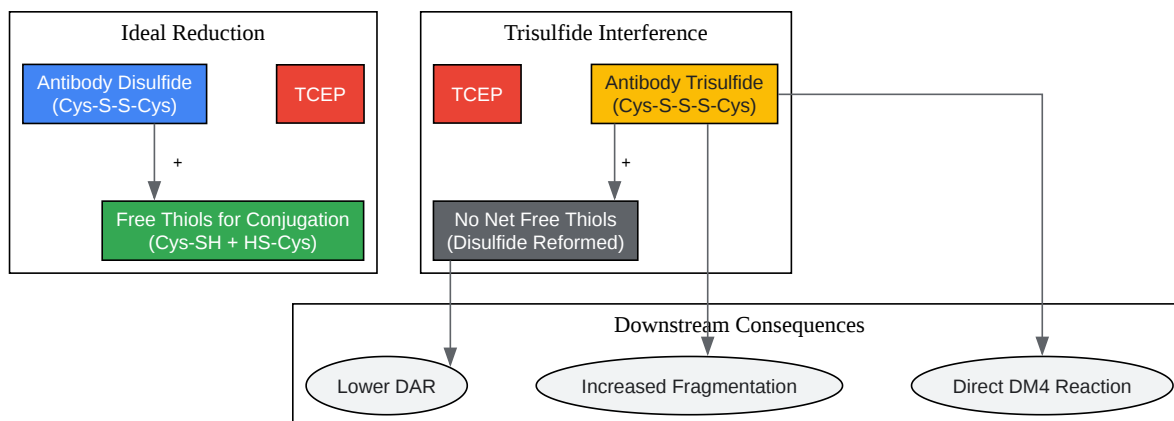 Ideal Reduction
Antibody Disulfide
(Cys-S-S-Cys)
TCEP
+
Free Thiols for Conjugation
(Cys-SH + HS-Cys)
Trisulfide Interference
TCEP
Antibody Trisulfide
(Cys-S-S-S-Cys)
+
No Net Free Thiols
(Disulfide Reformed)
Downstream Consequences
Lower DAR
Increased Fragmentation
Direct DM4 Reaction